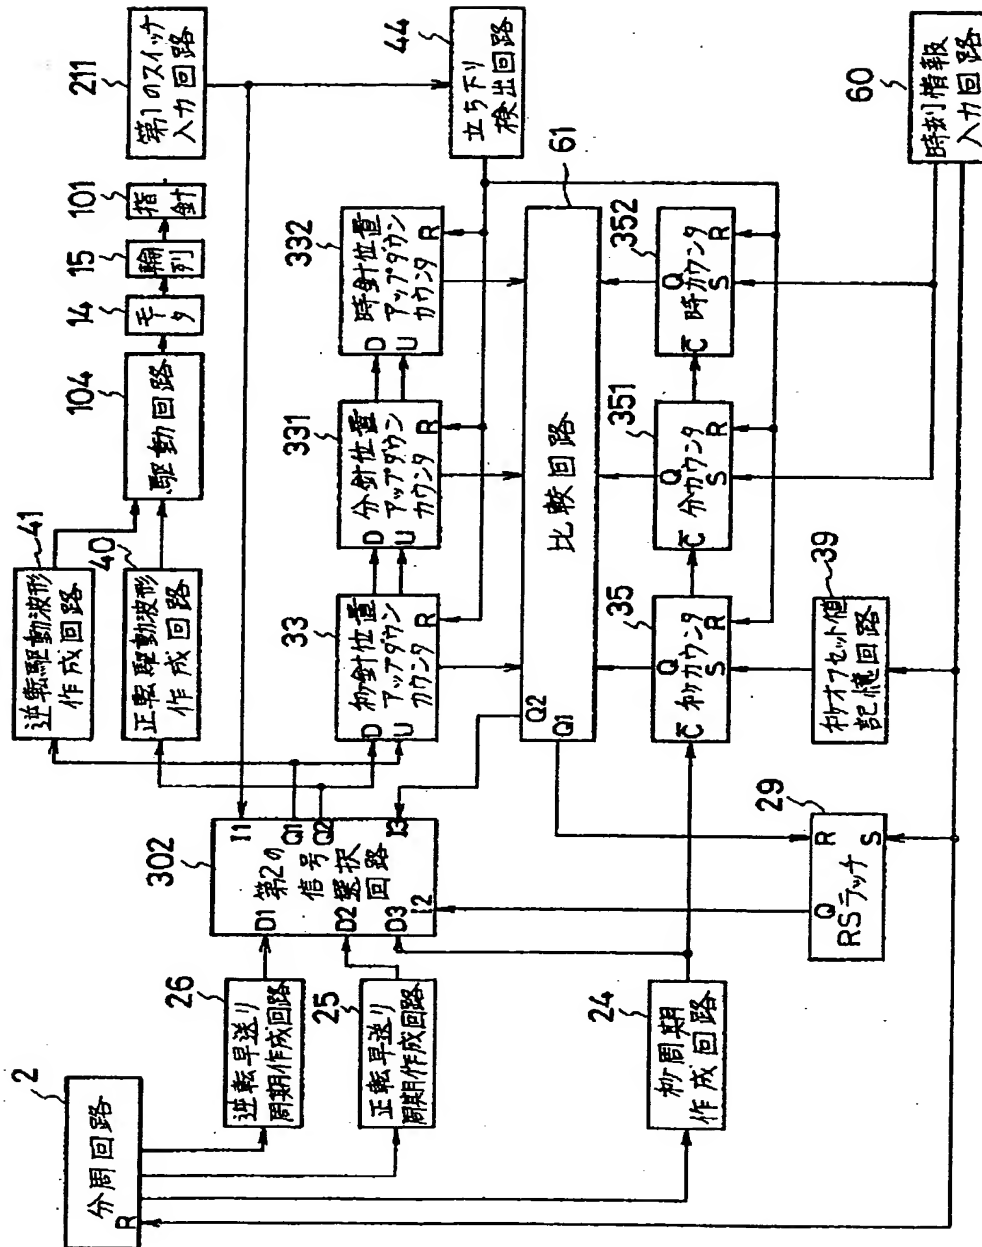 2
分周回路
R
26
逆転早送り
周期作成回路
25
正転早送り
周期作成回路
24
秒周期
作成回路
302
第2の
信号
選択
回路
D1
D2
D3
I1
Q1
Q2
I3
I2
41
逆転駆動波形
作成回路
40
正転駆動波形
作成回路
104
駆動回路
14
モータ
15
輪列
101
指針
211
第1のスイッチ
入力回路
44
立ち下り
検出回路
33
秒針位置
アップダウン
カウンタ
D
U
R
331
分針位置
アップダウン
カウンタ
D
U
R
332
時針位置
アップダウン
カウンタ
D
U
R
61
比較回路
Q2
Q1
35
秒カウンタ
C̅
Q
S
R
351
分カウンタ
C̅
Q
S
R
352
時カウンタ
C̅
Q
S
R
39
秒オフセット値
記憶回路
29
RSラッチ
Q
R
S
60
時刻情報
入力回路